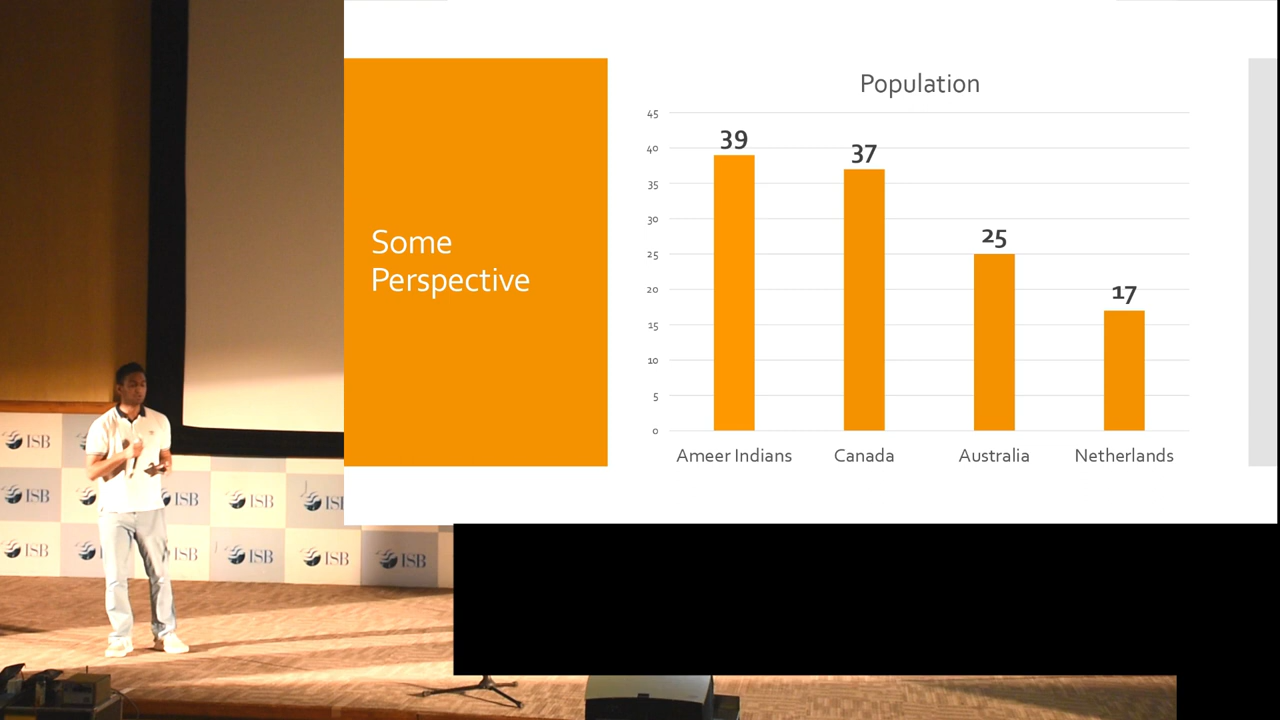 Some
Perspective
Population
45
40
35
30
25
20
15
10
5
0
39
37
25
17
Ameer Indians
Canada
Australia
Netherlands
ISB
ISB
ISB
ISB
ISB
ISB
ISB
ISB
ISB
ISB